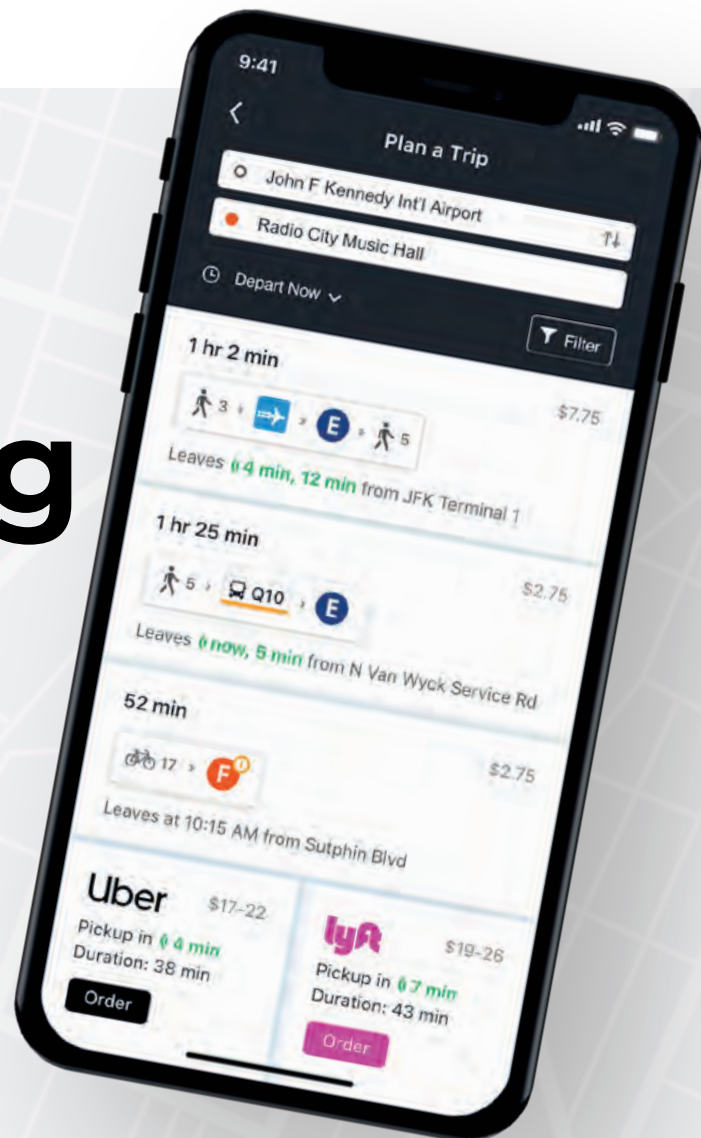 9:41
Plan a Trip
John F Kennedy Int'l Airport
Radio City Music Hall
Depart Now
Filter
1 hr 2 min
$7.75
3 E 5
Leaves 4 min, 12 min from JFK Terminal 1
g
1 hr 25 min
$2.75
5 Q10 E
Leaves now, 5 min from N Van Wyck Service Rd
52 min
$2.75
17 F
Leaves at 10:15 AM from Sutphin Blvd
Uber $17-22
Pickup in 4 min
Duration: 38 min
Order
lyft $19-26
Pickup in 7 min
Duration: 43 min
Order